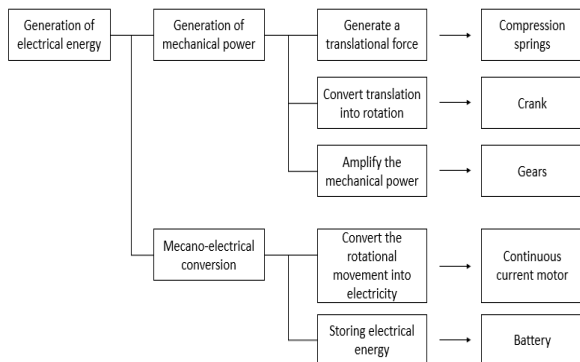 Generation of
electrical energy
Generation of
mechanical power
Generate a
translational force
Compression
springs
Convert translation
into rotation
Crank
Amplify the
mechanical power
Gears
Mecano-electrical
conversion
Convert the
rotational
movement into
electricity
Continuous
current motor
Storing electrical
energy
Battery